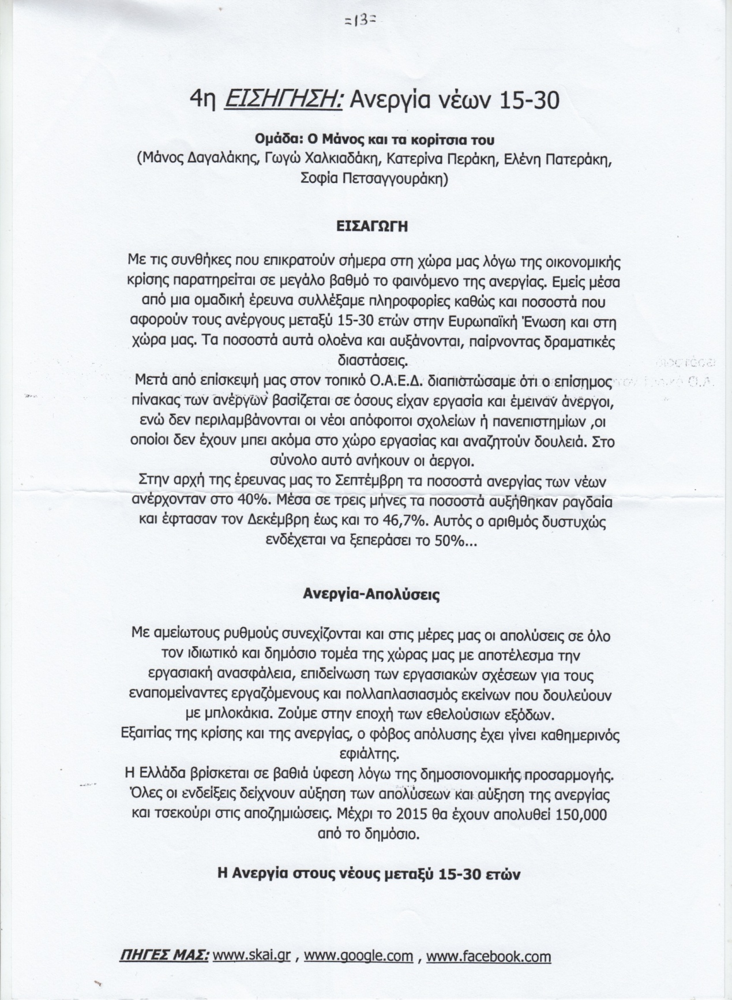 =13=
4η ΕΙΣΗΓΗΣΗ: Ανεργία νέων 15-30
Ομάδα: Ο Μάνος και τα κορίτσια του
(Μάνος Δαγαλάκης, Γωγώ Χαλκιαδάκη, Κατερίνα Περάκη, Ελένη Πατεράκη,
Σοφία Πετσαγγουράκη)
ΕΙΣΑΓΩΓΗ
Με τις συνθήκες που επικρατούν σήμερα στη χώρα μας λόγω της οικονομικής
κρίσης παρατηρείται σε μεγάλο βαθμό το φαινόμενο της ανεργίας. Εμείς μέσα
από μια ομαδική έρευνα συλλέξαμε πληροφορίες καθώς και ποσοστά που
αφορούν τους ανέργους μεταξύ 15-30 ετών στην Ευρωπαϊκή Ένωση και στη
χώρα μας. Τα ποσοστά αυτά ολοένα και αυξάνονται, παίρνοντας δραματικές
διαστάσεις.
Μετά από επίσκεψή μας στον τοπικό Ο.Α.Ε.Δ. διαπιστώσαμε ότι ο επίσημος
πίνακας των ανέργων βασίζεται σε όσους είχαν εργασία και έμειναν άνεργοι,
ενώ δεν περιλαμβάνονται οι νέοι απόφοιτοι σχολείων ή πανεπιστημίων ,οι
οποίοι δεν έχουν μπει ακόμα στο χώρο εργασίας και αναζητούν δουλειά. Στο
σύνολο αυτό ανήκουν οι άεργοι.
Στην αρχή της έρευνας μας το Σεπτέμβρη τα ποσοστά ανεργίας των νέων
ανέρχονταν στο 40%. Μέσα σε τρεις μήνες τα ποσοστά αυξήθηκαν ραγδαία
και έφτασαν τον Δεκέμβρη έως και το 46,7%. Αυτός ο αριθμός δυστυχώς
ενδέχεται να ξεπεράσει το 50%...
Ανεργία-Απολύσεις
Με αμείωτους ρυθμούς συνεχίζονται και στις μέρες μας οι απολύσεις σε όλο
τον ιδιωτικό και δημόσιο τομέα της χώρας μας με αποτέλεσμα την
εργασιακή ανασφάλεια, επιδείνωση των εργασιακών σχέσεων για τους
εναπομείναντες εργαζόμενους και πολλαπλασιασμός εκείνων που δουλεύουν
με μπλοκάκια. Ζούμε στην εποχή των εθελούσιων εξόδων.
Εξαιτίας της κρίσης και της ανεργίας, ο φόβος απόλυσης έχει γίνει καθημερινός
εφιάλτης.
Η Ελλάδα βρίσκεται σε βαθιά ύφεση λόγω της δημοσιονομικής προσαρμογής.
Όλες οι ενδείξεις δείχνουν αύξηση των απολύσεων και αύξηση της ανεργίας
και τσεκούρι στις αποζημιώσεις. Μέχρι το 2015 θα έχουν απολυθεί 150,000
από το δημόσιο.
Η Ανεργία στους νέους μεταξύ 15-30 ετών
ΠΗΓΕΣ ΜΑΣ: www.skai.gr , www.google.com , www.facebook.com